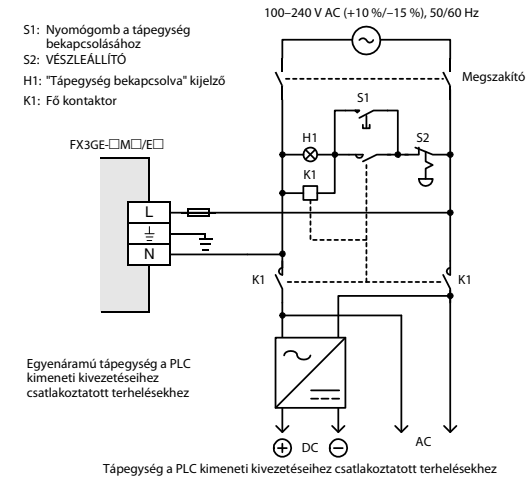 100–240 V AC (+10 %/–15 %), 50/60 Hz
S1: Nyomógomb a tápegység
bekapcsolásához
S2: VÉSZLEÁLLÍTÓ
H1: "Tápegység bekapcsolva" kijelző
K1: Fő kontaktor
Megszakító
S1
H1
S2
K1
FX3GE-□M□/E□
L
N
K1
K1
Egyenáramú tápegység a PLC
kimeneti kivezetéseihez
csatlakoztatott terhelésekhez
+ DC –
AC
Tápegység a PLC kimeneti kivezetéseihez csatlakoztatott terhelésekhez